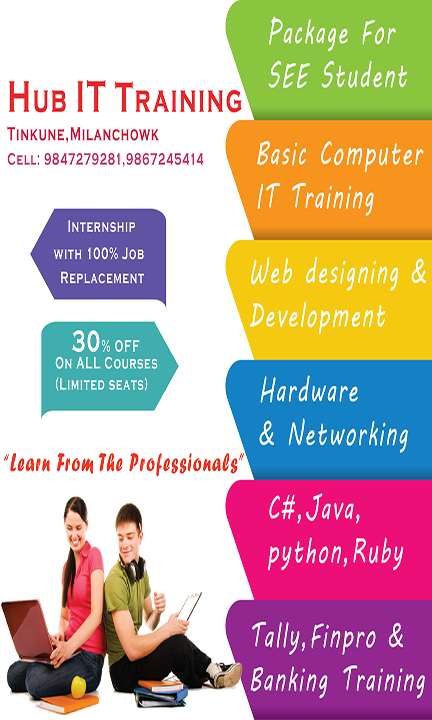 Hub IT Training
Tinkune,Milanchowk
Cell: 9847279281,9867245414
Internship
with 100% Job
Replacement
30% off
On ALL Courses
(Limited seats)
"Learn From The Professionals"
Package For
SEE Student
Basic Computer
IT Training
Web designing &
Development
Hardware
& Networking
C#,Java,
python,Ruby
Tally,Finpro &
Banking Training